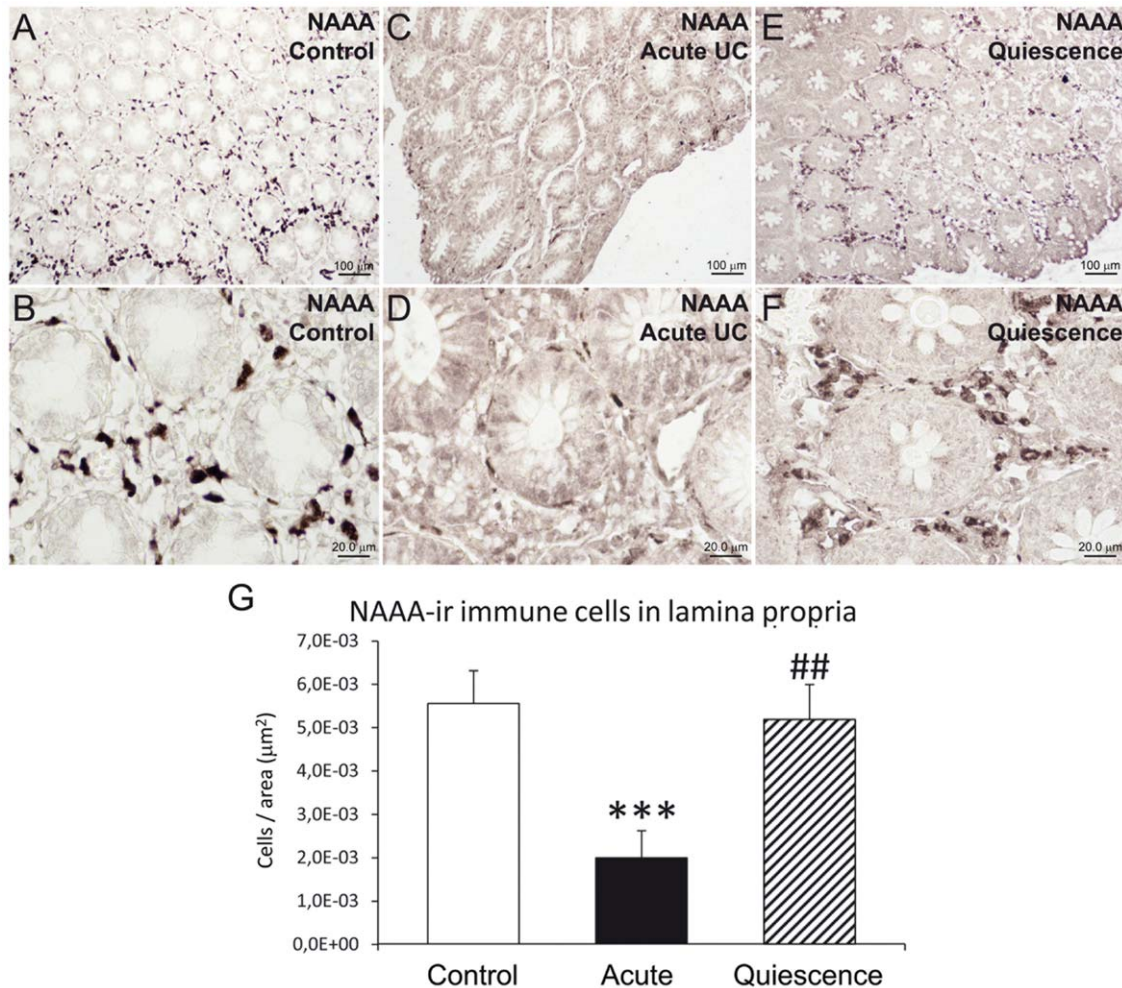 A
NAAA
Control
100 μm
C
NAAA
Acute UC
100 μm
E
NAAA
Quiescence
100 μm
B
NAAA
Control
20.0 μm
D
NAAA
Acute UC
20.0 μm
F
NAAA
Quiescence
20.0 μm
G
NAAA-ir immune cells in lamina propria
Cells / area (μm²)
7,0E-03
6,0E-03
5,0E-03
4,0E-03
3,0E-03
2,0E-03
1,0E-03
0,0E+00
***
##
Control
Acute
Quiescence